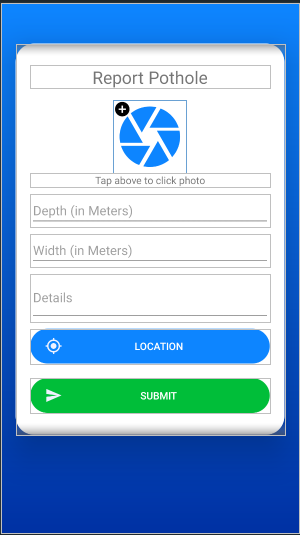 Report Pothole
Tap above to click photo
Depth (in Meters)
Width (in Meters)
Details
LOCATION
SUBMIT